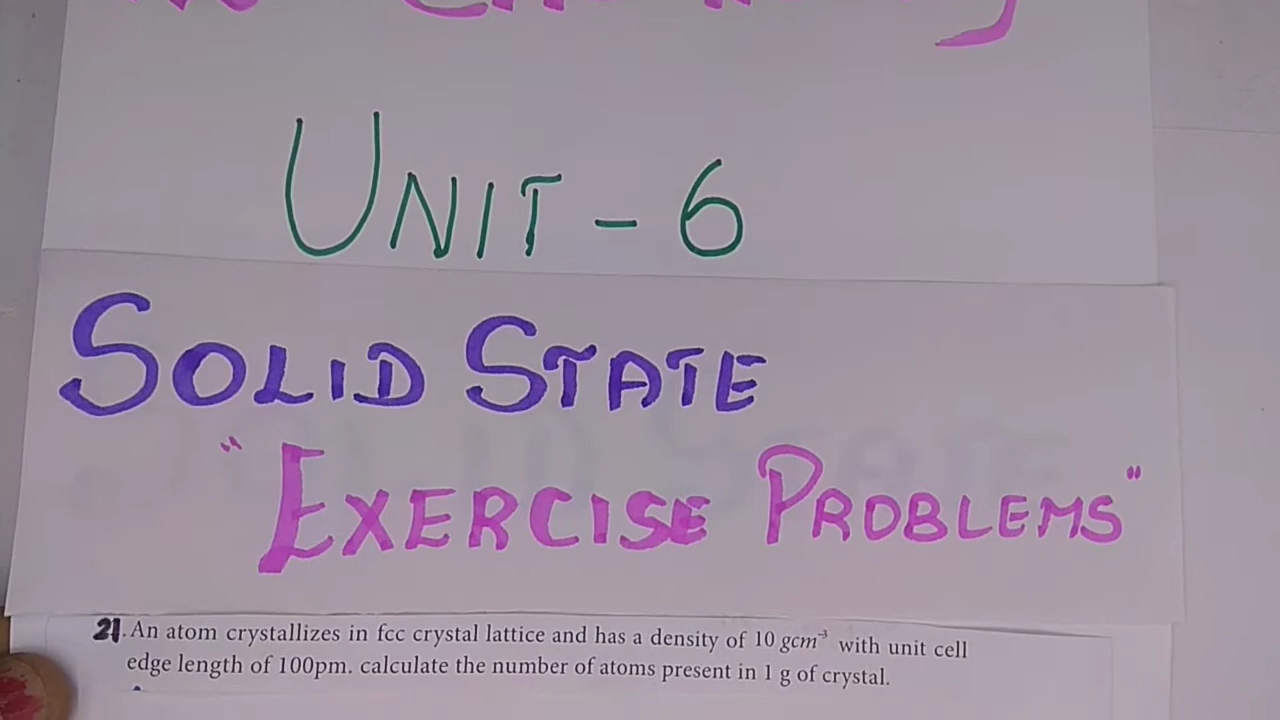 UNIT - 6
SOLID STATE
"EXERCISE PROBLEMS"
21. An atom crystallizes in fcc crystal lattice and has a density of 10 gcm⁻³ with unit cell
edge length of 100pm. calculate the number of atoms present in 1 g of crystal.